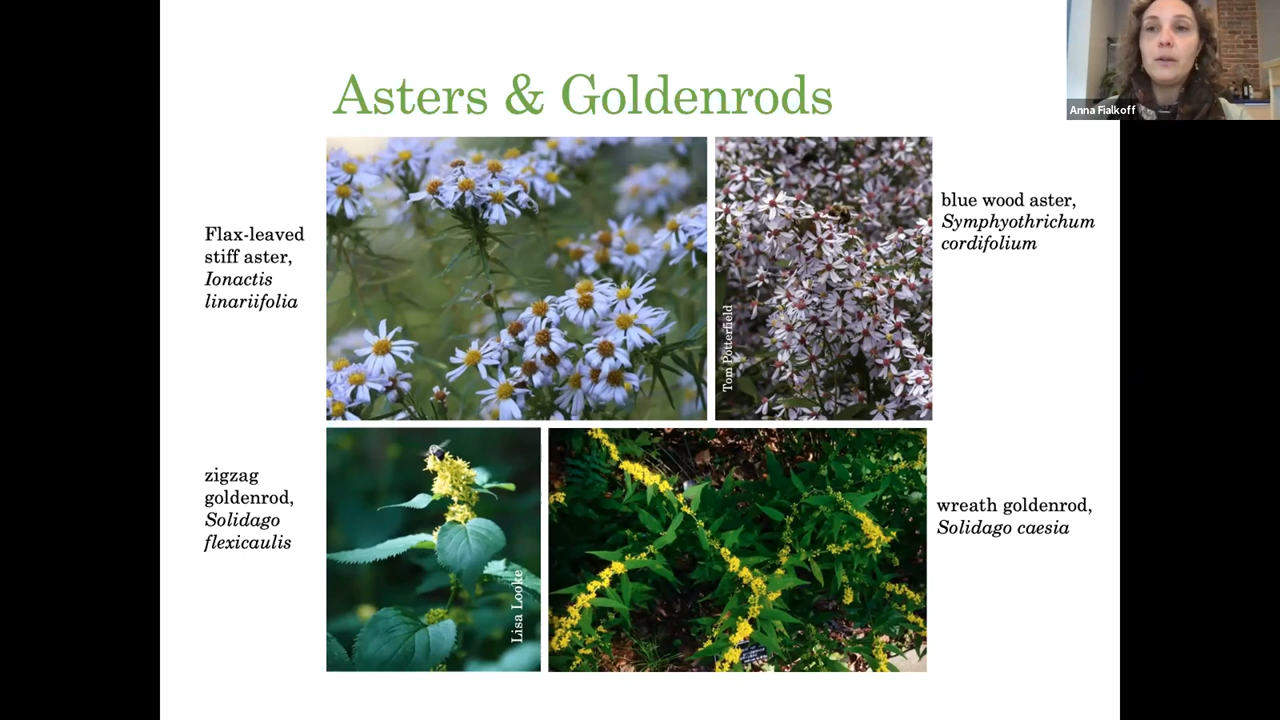 Anna Fialkoff
Asters & Goldenrods
Flax-leaved
stiff aster,
Ionactis
linariifolia
blue wood aster,
Symphyothrichum
cordifolium
Tom Potterfield
zigzag
goldenrod,
Solidago
flexicaulis
Lisa Looke
wreath goldenrod,
Solidago caesia